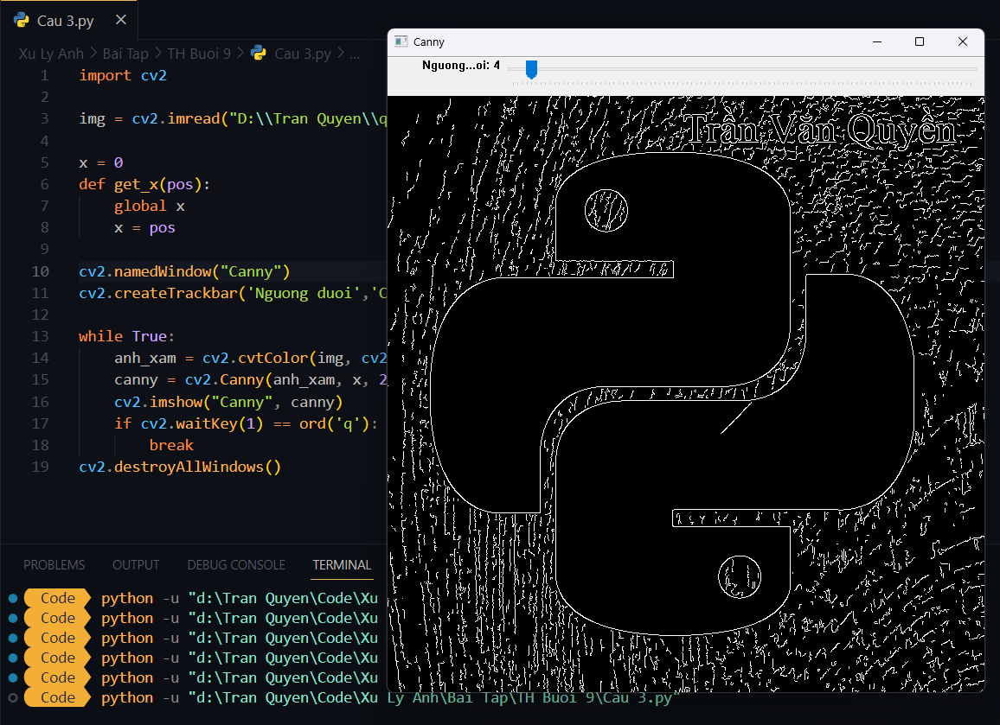 Cau 3.py
Xu Ly Anh > Bai Tap > TH Buoi 9 > Cau 3.py > ...
1 import cv2
2
3 img = cv2.imread("D:\\Tran Quyen\\q
4
5 x = 0
6 def get_x(pos):
7 global x
8 x = pos
9
10 cv2.namedWindow("Canny")
11 cv2.createTrackbar('Nguong duoi','C
12
13 while True:
14 anh_xam = cv2.cvtColor(img, cv2
15 canny = cv2.Canny(anh_xam, x, 2
16 cv2.imshow("Canny", canny)
17 if cv2.waitKey(1) == ord('q'):
18 break
19 cv2.destroyAllWindows()
Canny
Nguong...oi: 4
Trần Văn Quyền
PROBLEMS OUTPUT DEBUG CONSOLE TERMINAL
Code python -u "d:\Tran Quyen\Code\Xu
Code python -u "d:\Tran Quyen\Code\Xu
Code python -u "d:\Tran Quyen\Code\Xu
Code python -u "d:\Tran Quyen\Code\Xu
Code python -u "d:\Tran Quyen\Code\Xu
Code python -u "d:\Tran Quyen\Code\Xu Ly Anh\Bai Tap\TH Buoi 9\Cau 3.py"